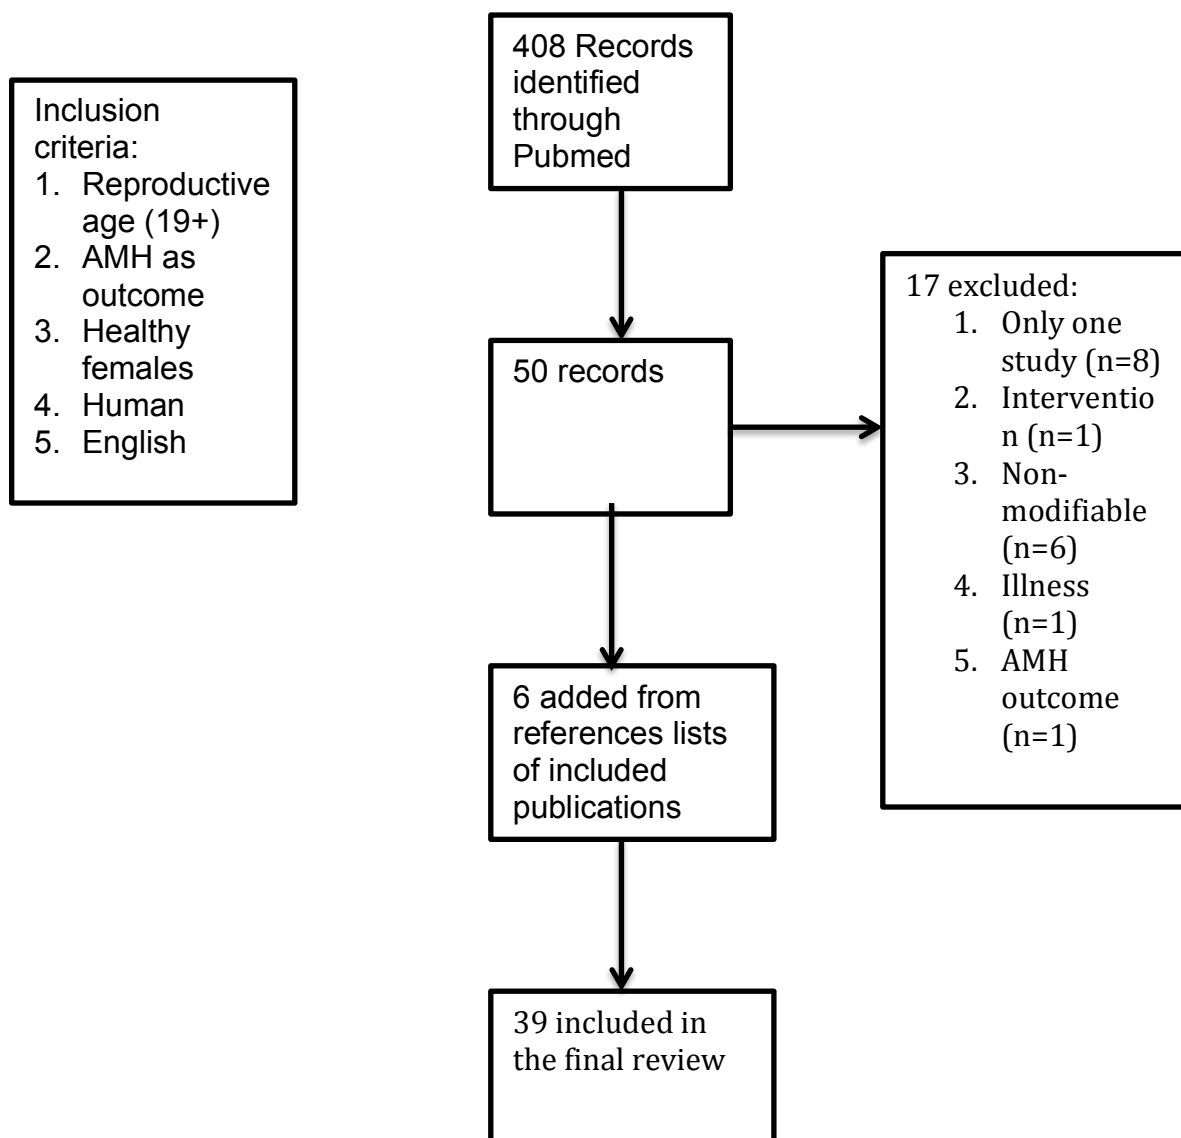 408 Records
identified
through
Pubmed
Inclusion
criteria:
1. Reproductive
age (19+)
2. AMH as
outcome
3. Healthy
females
4. Human
5. English
50 records
17 excluded:
1. Only one
study (n=8)
2. Interventio
n (n=1)
3. Non-
modifiable
(n=6)
4. Illness
(n=1)
5. AMH
outcome
(n=1)
6 added from
references lists
of included
publications
39 included in
the final review